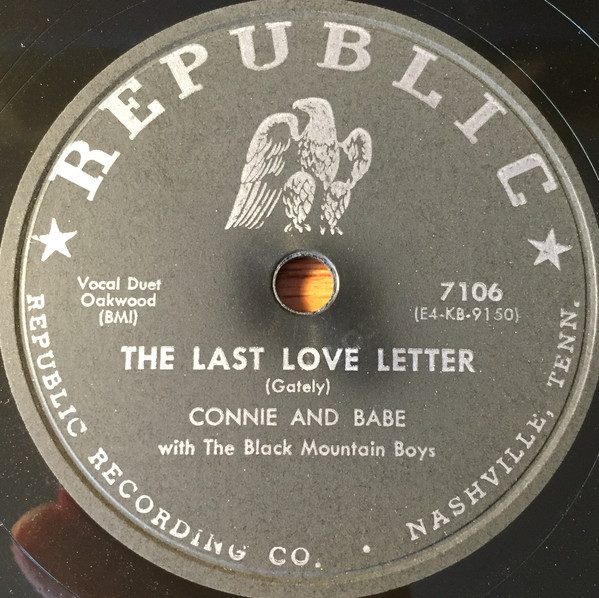 REPUBLIC
Vocal Duet
Oakwood
(BMI)
7106
(E4-KB-9150)
THE LAST LOVE LETTER
(Gately)
CONNIE AND BABE
with The Black Mountain Boys
REPUBLIC RECORDING CO. • NASHVILLE, TENN.